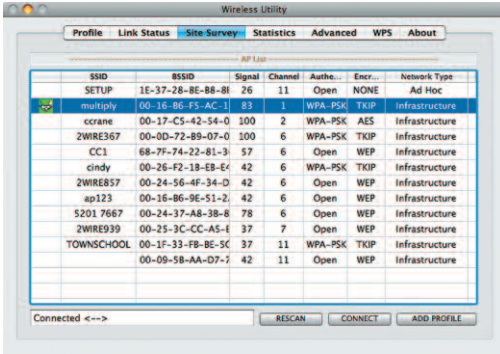 Wireless Utility
Profile Link Status Site Survey Statistics Advanced WPS About
AP List
SSID BSSID Signal Channel Authe... Encr... Network Type
SETUP 1E-37-28-8E-B8-8E 26 11 Open NONE Ad Hoc
multiply 00-16-B6-F5-AC-1 83 1 WPA-PSK TKIP Infrastructure
ccrane 00-17-C5-42-54-0 100 2 WPA-PSK AES Infrastructure
2WIRE367 00-0D-72-B9-07-0 100 6 WPA-PSK TKIP Infrastructure
CC1 68-7F-74-22-81-3 57 6 Open WEP Infrastructure
cindy 00-26-F2-1B-EB-E 42 6 WPA-PSK TKIP Infrastructure
2WIRE857 00-24-56-4F-34-D 42 6 Open WEP Infrastructure
ap123 00-16-B6-9E-51-2 42 6 Open WEP Infrastructure
5201 7667 00-24-37-A8-3B-8 78 6 Open WEP Infrastructure
2WIRE939 00-25-3C-CC-A5-E 37 7 Open WEP Infrastructure
TOWNSCHOOL 00-1F-33-FB-BE-5C 37 11 WPA-PSK TKIP Infrastructure
00-09-5B-AA-D7-7 42 11 Open WEP Infrastructure
Connected <--> RESCAN CONNECT ADD PROFILE